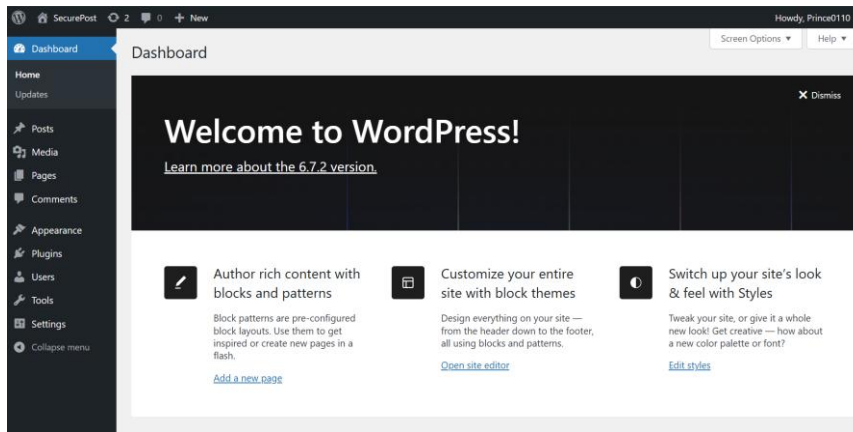 SecurePost 2 0 New
Howdy, Prince0110
Screen Options
Help
Dashboard
Home
Updates
Posts
Media
Pages
Comments
Appearance
Plugins
Users
Tools
Settings
Collapse menu
Dashboard
Dismiss
Welcome to WordPress!
Learn more about the 6.7.2 version.
Author rich content with
blocks and patterns
Block patterns are pre-configured
block layouts. Use them to get
inspired or create new pages in a
flash.
Add a new page
Customize your entire
site with block themes
Design everything on your site —
from the header down to the footer,
all using blocks and patterns.
Open site editor
Switch up your site’s look
& feel with Styles
Tweak your site, or give it a whole
new look! Get creative — how about
a new color palette or font?
Edit styles